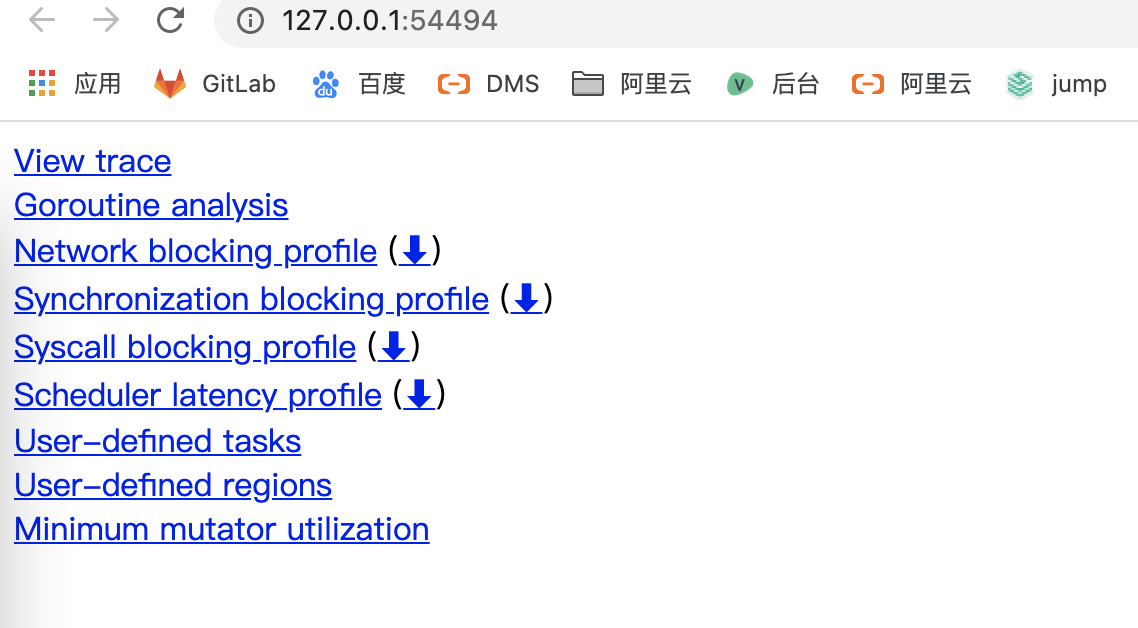 127.0.0.1:54494
应用 GitLab 百度 DMS 阿里云 后台 阿里云 jump
View trace
Goroutine analysis
Network blocking profile (⬇)
Synchronization blocking profile (⬇)
Syscall blocking profile (⬇)
Scheduler latency profile (⬇)
User-defined tasks
User-defined regions
Minimum mutator utilization